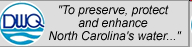 DWQ
"To preserve, protect
and enhance
North Carolina's water..."